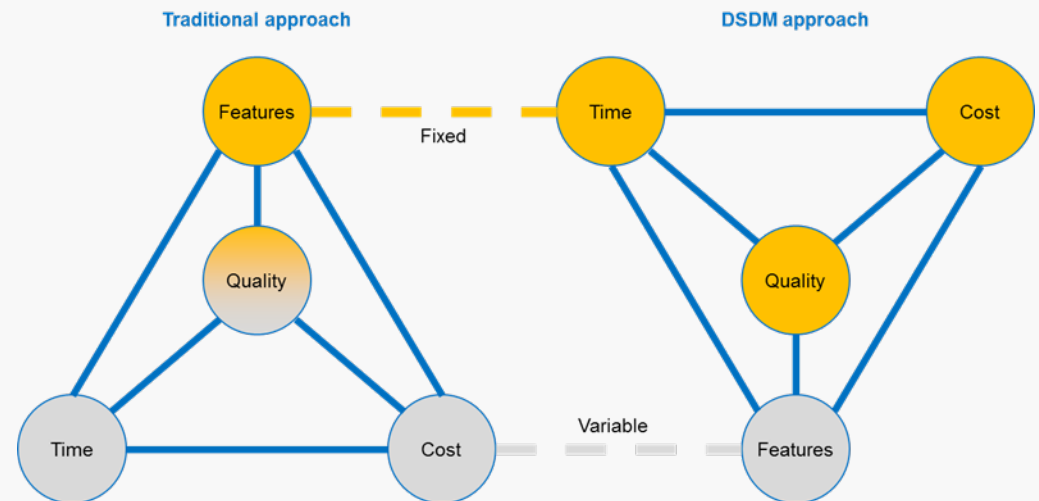 Traditional approach
DSDM approach
Features
Fixed
Time
Cost
Quality
Quality
Time
Cost
Variable
Features